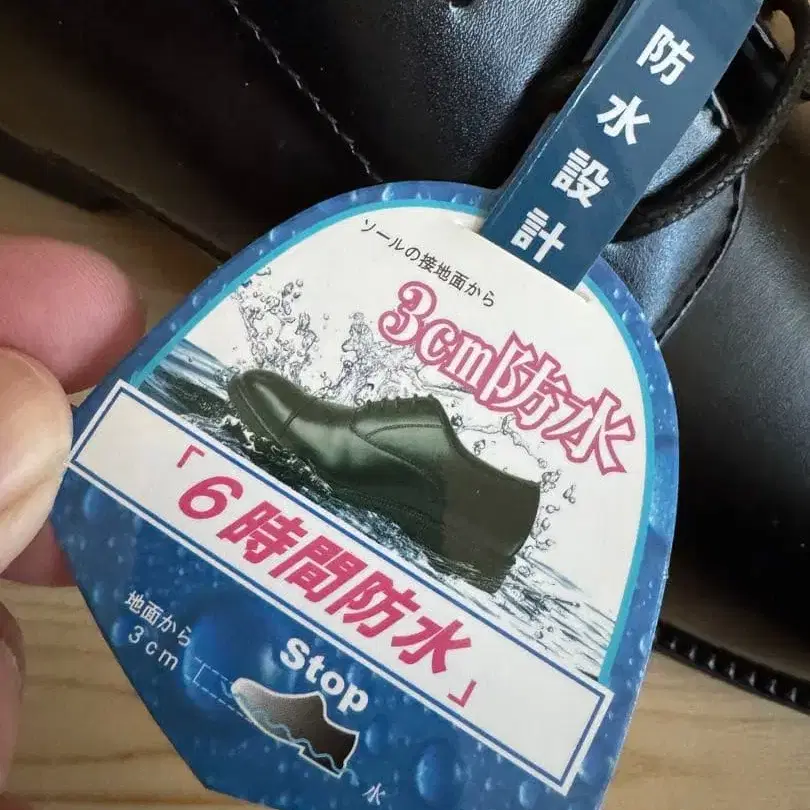 防水設計
ソールの接地面から
3cm防水
「6時間防水」
地面から
3cm
Stop
水